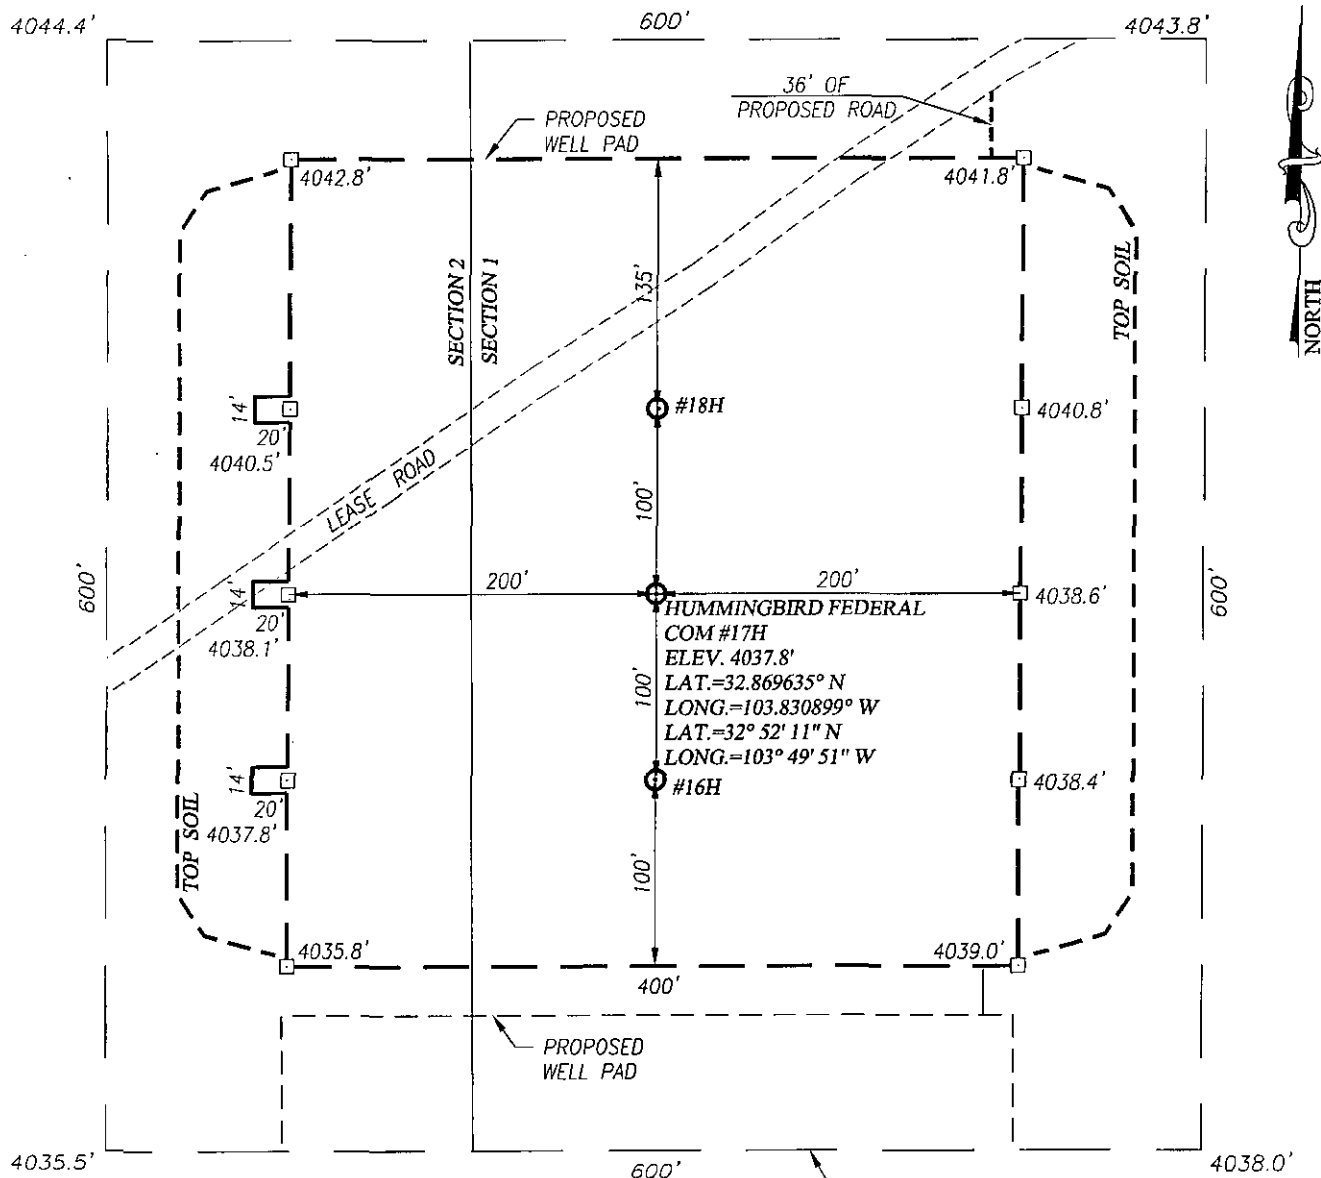 4044.4'
600'
4043.8'
36' OF
PROPOSED ROAD
PROPOSED
WELL PAD
4042.8'
4041.8'
NORTH
SECTION 2
SECTION 1
135'
TOP SOIL
14'
20'
4040.5'
#18H
4040.8'
LEASE ROAD
100'
600'
14'
20'
4038.1'
200'
200'
4038.6'
600'
HUMMINGBIRD FEDERAL
COM #17H
ELEV. 4037.8'
LAT.=32.869635° N
LONG.=103.830899° W
LAT.=32° 52' 11" N
LONG.=103° 49' 51" W
100'
14'
20'
4037.8'
#16H
4038.4'
TOP SOIL
100'
4035.8'
4039.0'
400'
PROPOSED
WELL PAD
4035.5'
600'
4038.0'